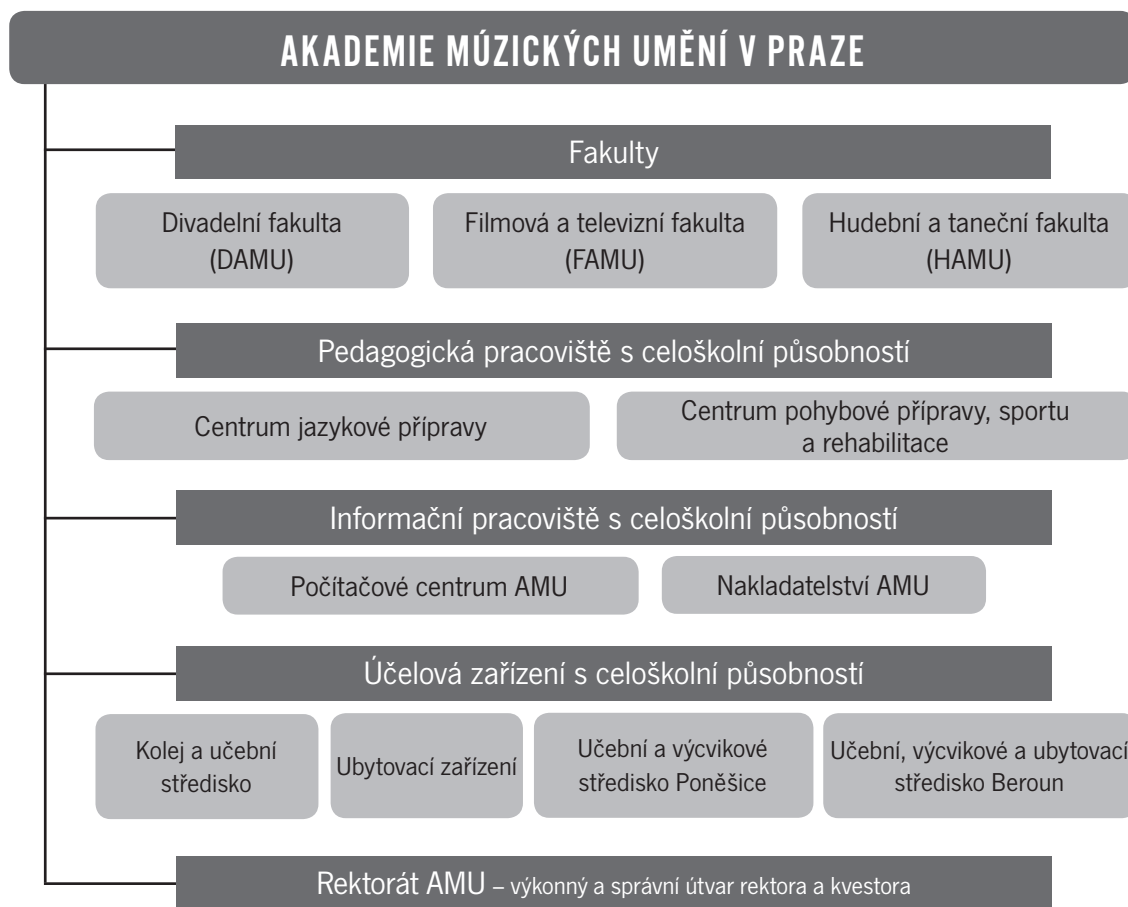 AKADEMIE MÚZICKÝCH UMĚNÍ V PRAZE
Fakulty
Divadelní fakulta
(DAMU)
Filmová a televizní fakulta
(FAMU)
Hudební a taneční fakulta
(HAMU)
Pedagogická pracoviště s celoškolní působností
Centrum jazykové přípravy
Centrum pohybové přípravy, sportu
a rehabilitace
Informační pracoviště s celoškolní působností
Počítačové centrum AMU
Nakladatelství AMU
Účelová zařízení s celoškolní působností
Kolej a učební
středisko
Ubytovací zařízení
Učební a výcvikové
středisko Poněšice
Učební, výcvikové a ubytovací
středisko Beroun
Rektorát AMU – výkonný a správní útvar rektora a kvestora